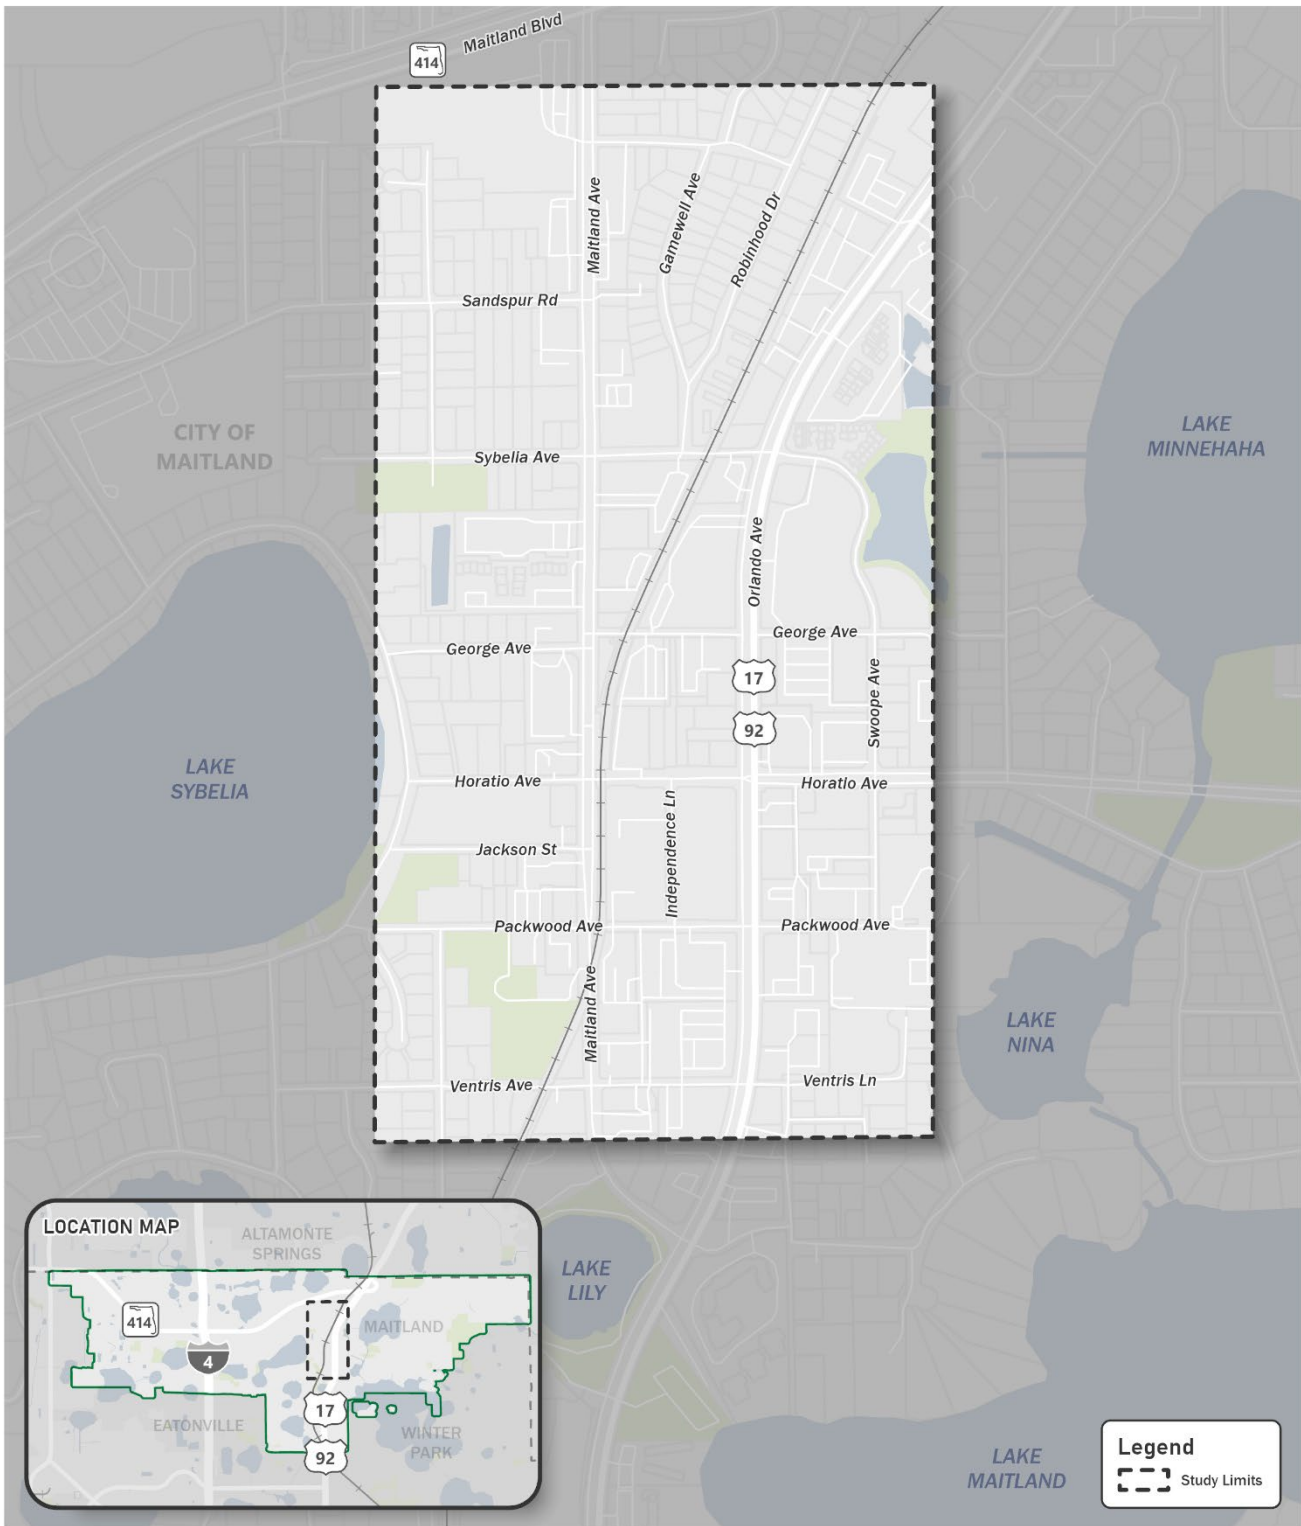 Maitland Blvd
414
Maitland Ave
Gamewell Ave
Robinhood Dr
Sandspur Rd
LAKE
MINNEHAHA
CITY OF
MAITLAND
Sybelia Ave
Orlando Ave
George Ave
George Ave
17
Swoope Ave
92
LAKE
SYBELIA
Horatio Ave
Horatio Ave
Independence Ln
Jackson St
Packwood Ave
Packwood Ave
Maitland Ave
LAKE
NINA
Ventris Ave
Ventris Ln
LOCATION MAP
ALTAMONTE
SPRINGS
LAKE
LILY
414
MAITLAND
4
17
EATONVILLE
WINTER
PARK
92
LAKE
MAITLAND
Legend
Study Limits